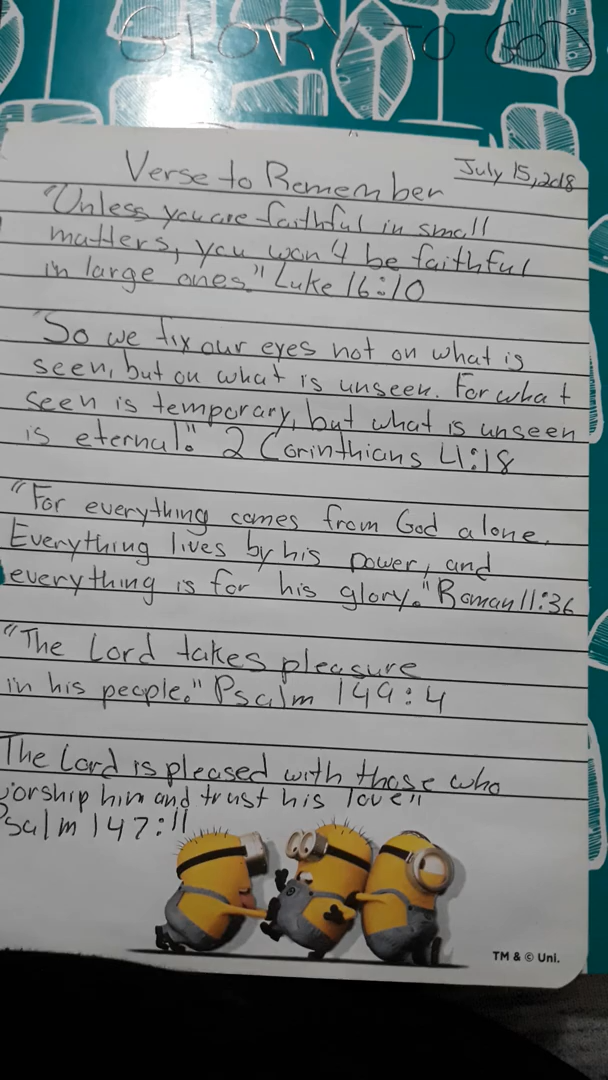 GLORY TO GOD
July 15, 2018
Verse to Remember
"Unless you are faithful in small
matters, you won't be faithful
in large ones." Luke 16:10
"So we fix our eyes not on what is
seen, but on what is unseen. For what
seen is temporary, but what is unseen
is eternal." 2 Corinthians 4:18
"For everything comes from God alone.
Everything lives by his power, and
everything is for his glory." Roman 11:36
"The Lord takes pleasure
in his people." Psalm 149:4
The Lord is pleased with those who
worship him and trust his love"
Psalm 147:11
TM & © Uni.